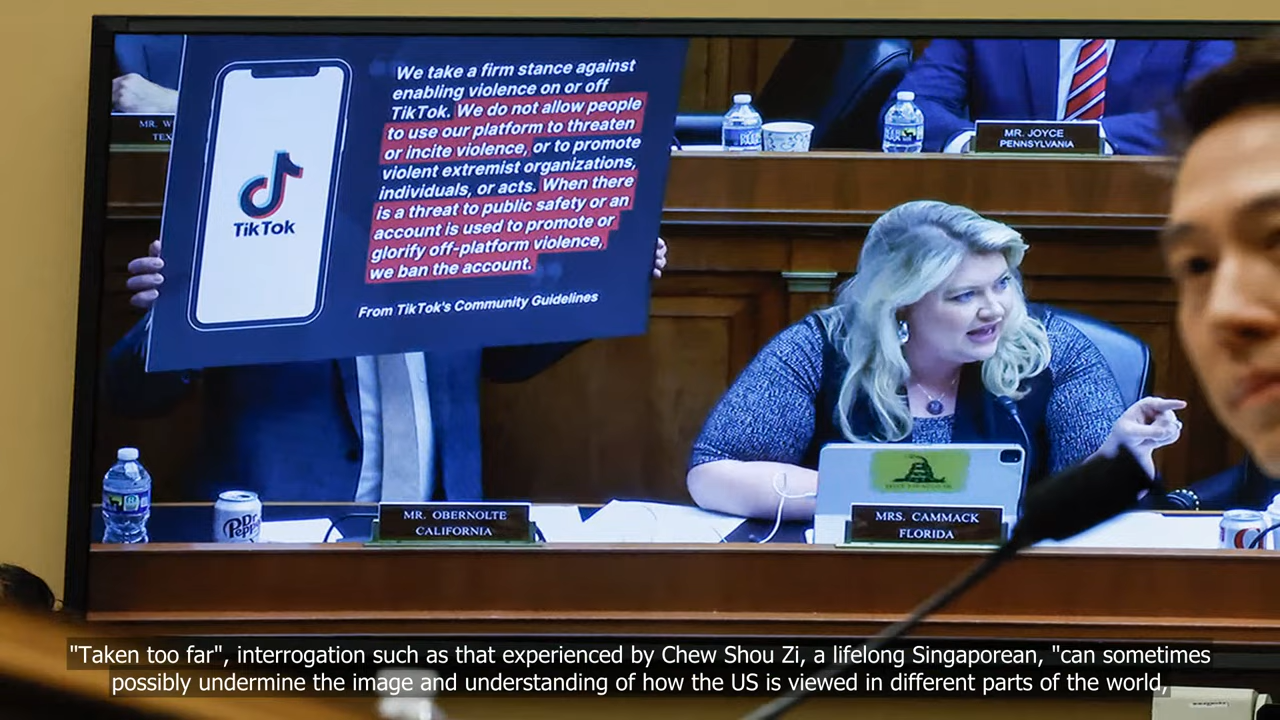 We take a firm stance against
enabling violence on or off
TikTok. We do not allow people
to use our platform to threaten
or incite violence, or to promote
violent extremist organizations,
individuals, or acts. When there
is a threat to public safety or an
account is used to promote or
glorify off-platform violence,
we ban the account.
From TikTok's Community Guidelines
TikTok
MR. W
TEX
MR. JOYCE
PENNSYLVANIA
Dr
Pepper
MR. OBERNOLTE
CALIFORNIA
MRS. CAMMACK
FLORIDA
"Taken too far", interrogation such as that experienced by Chew Shou Zi, a lifelong Singaporean, "can sometimes
possibly undermine the image and understanding of how the US is viewed in different parts of the world,